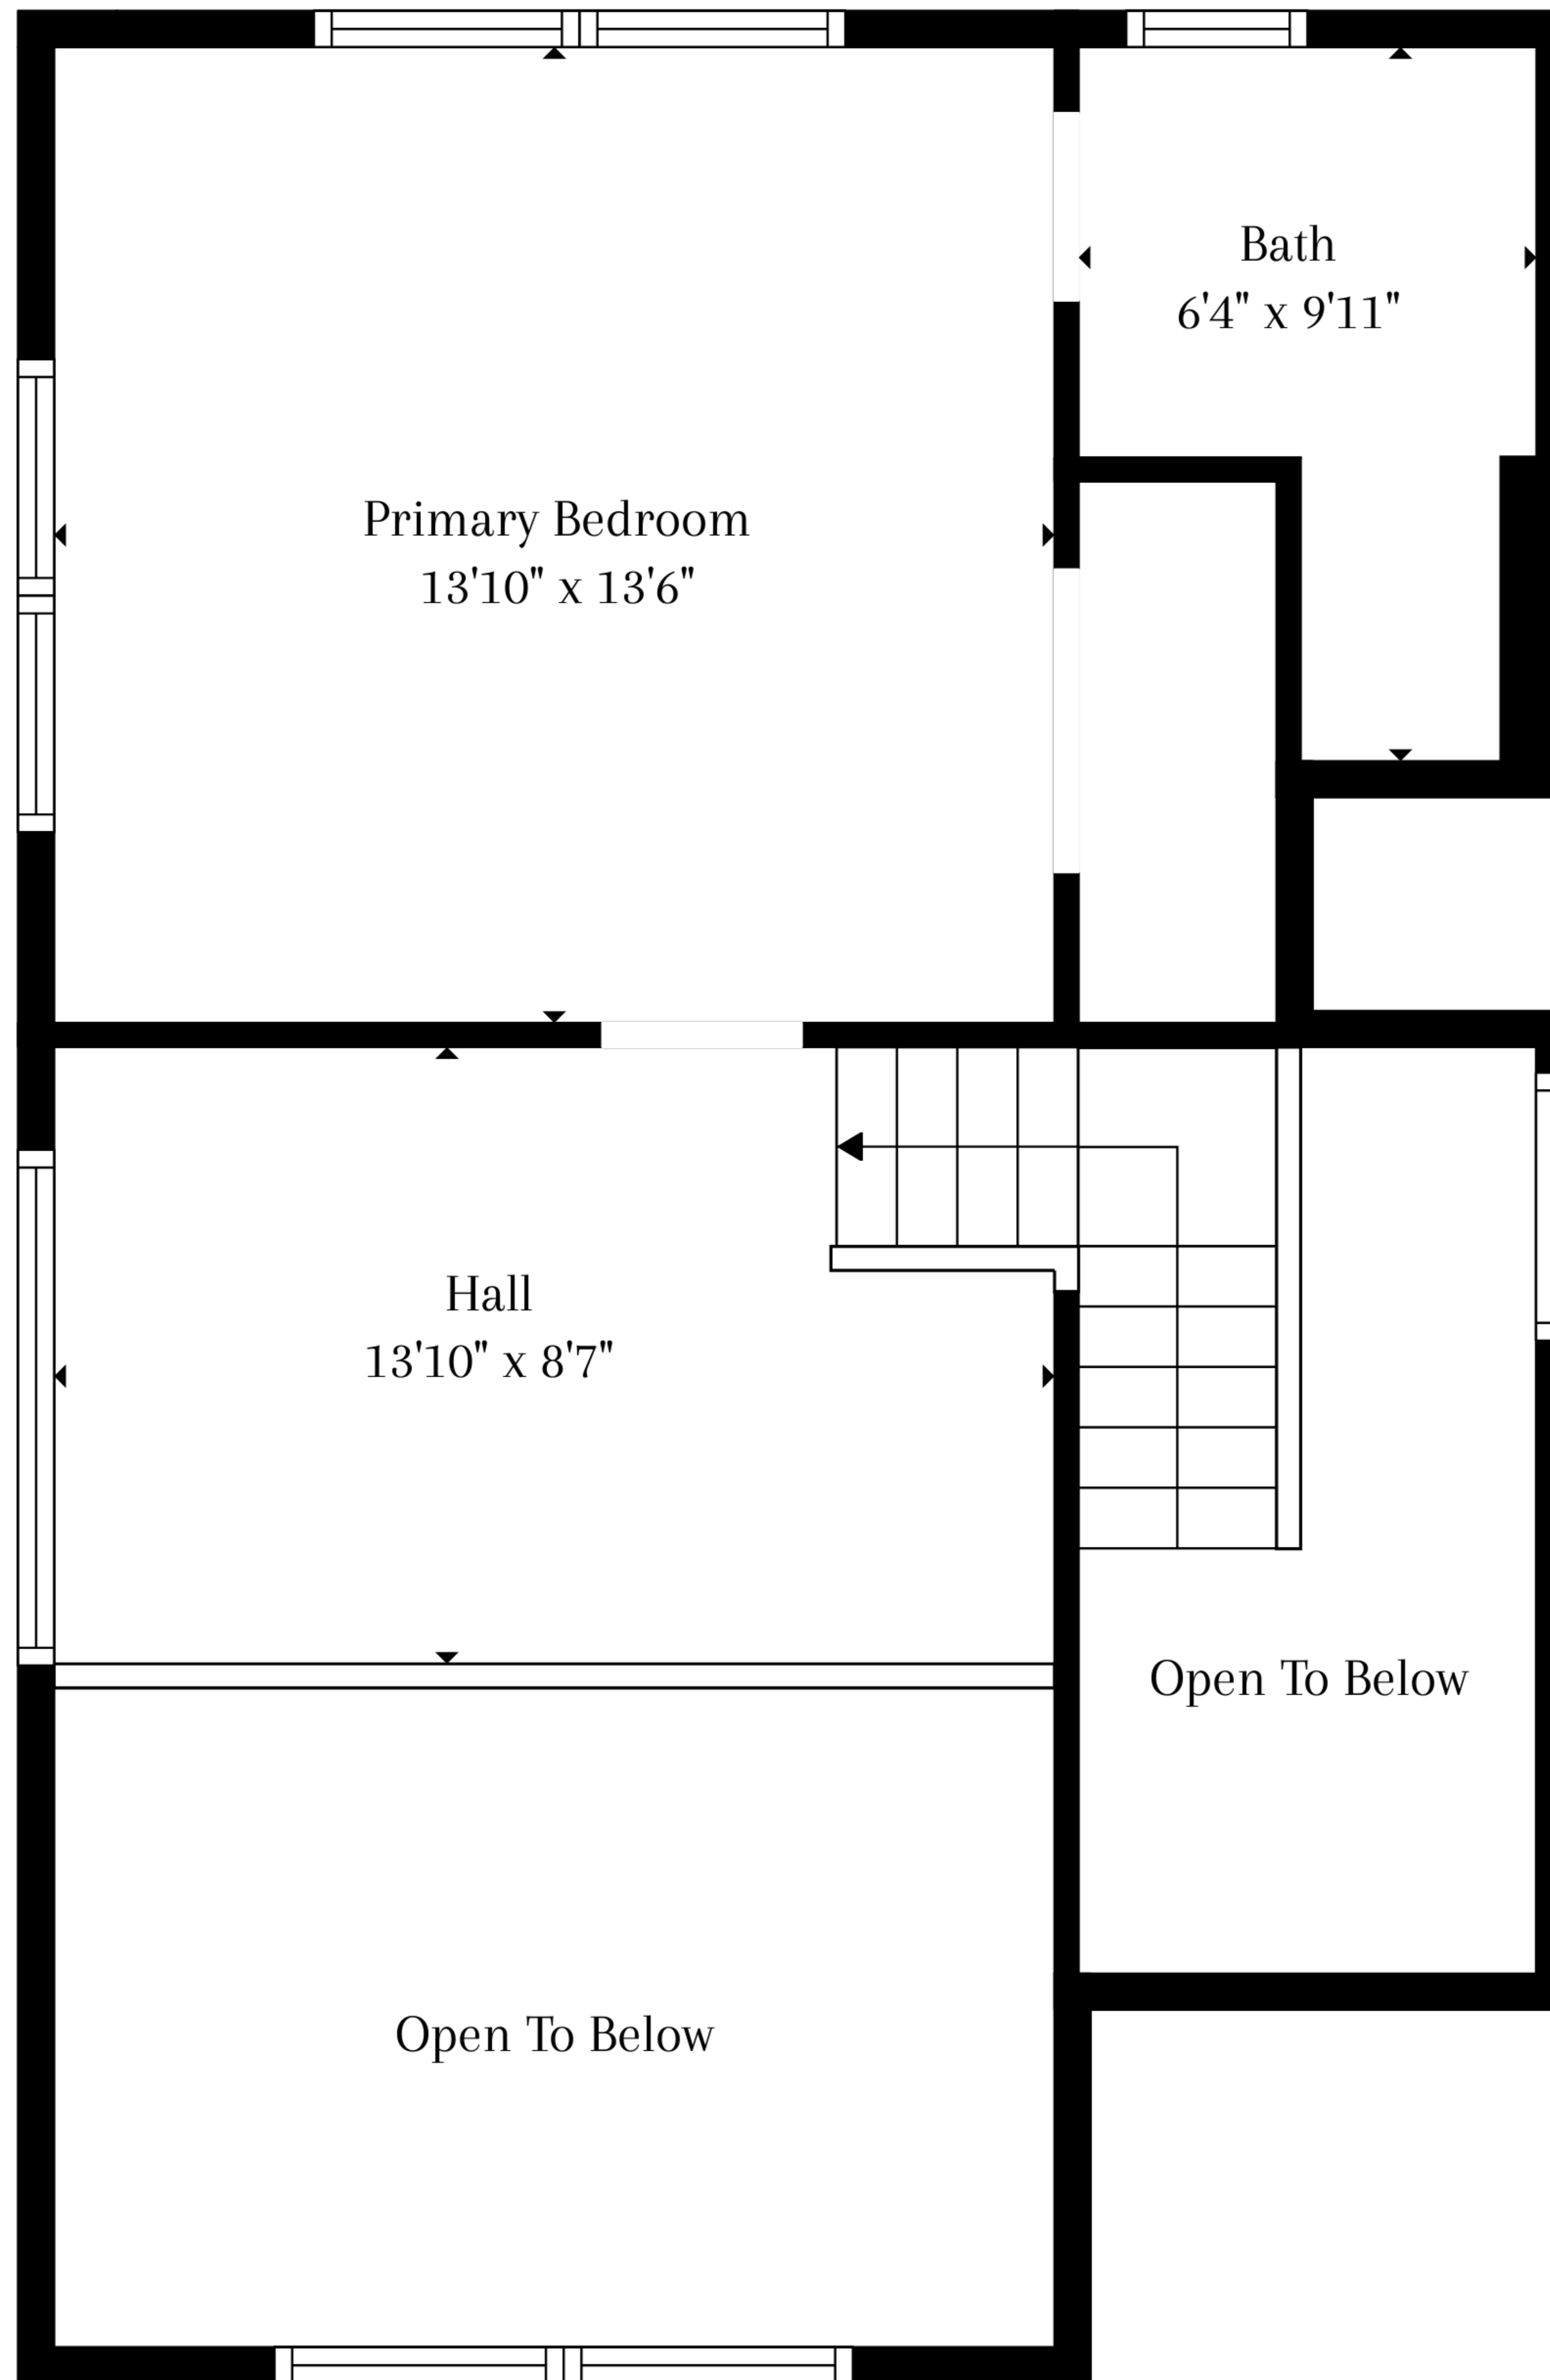 Bath
6'4" x 9'11"
Primary Bedroom
13'10" x 13'6"
Hall
13'10" x 8'7"
Open To Below
Open To Below